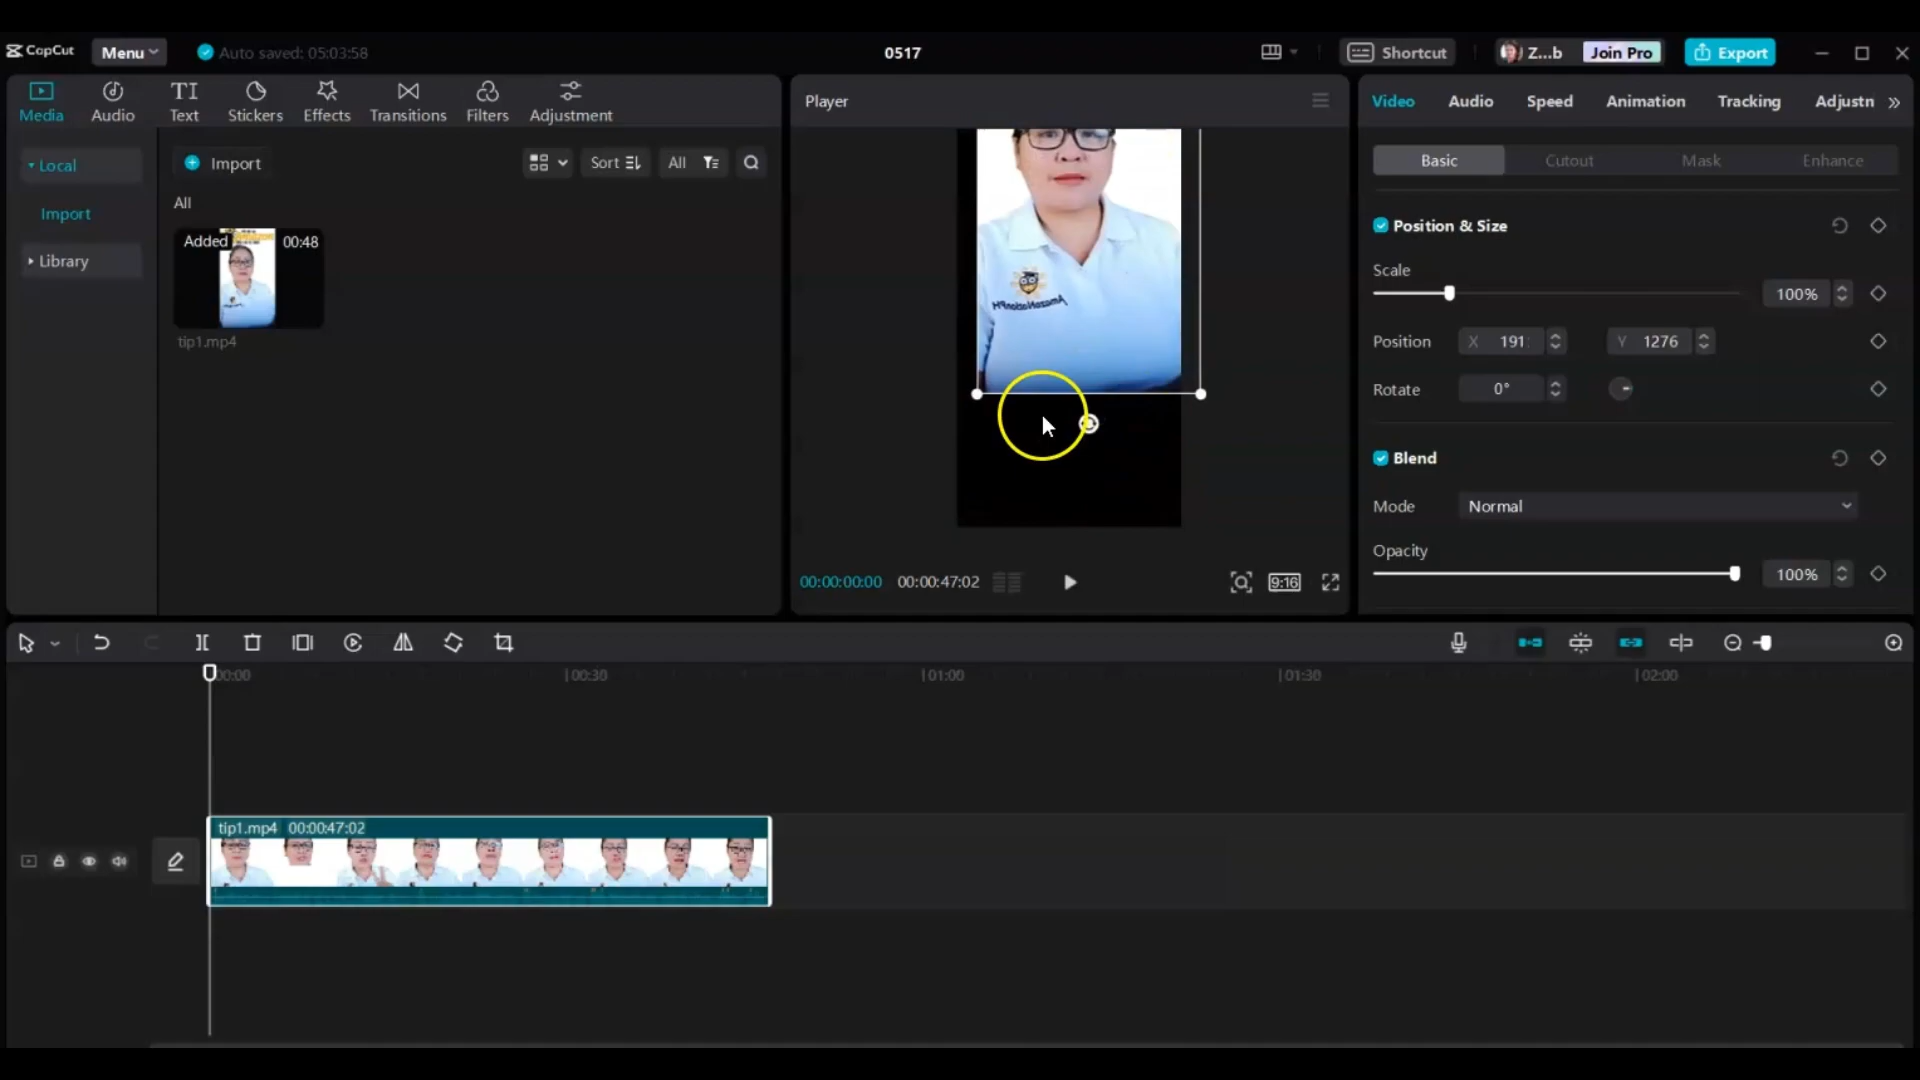 CapCut
Menu
Auto saved: 05:03:58
0517
Shortcut
Z...b
Join Pro
Export
Media
Audio
TI
Text
Stickers
Effects
Transitions
Filters
Adjustment
Player
Video
Audio
Speed
Animation
Tracking
Adjustn
Local
Import
Library
Import
Sort
All
All
Added
00:48
tip1.mp4
Basic
Cutout
Mask
Enhance
Position & Size
Scale
100%
Position
X 191
Y 1276
Rotate
0°
Blend
Mode
Normal
Opacity
100%
00:00:00:00
00:00:47:02
9:16
00:00
00:30
01:00
01:30
02:00
tip1.mp4 00:00:47:02